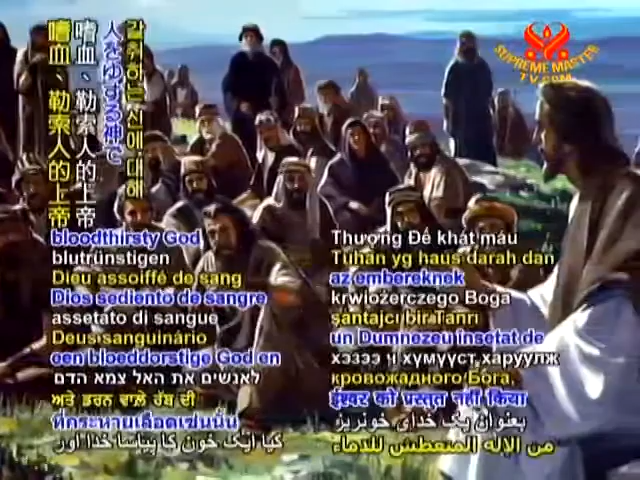 嗜血、勒索人的上帝
嗜血、勒索人的上帝
人をゆする神で
갈취하는 신에 대해
SUPREME MASTER
TV.COM
bloodthirsty God
blutrünstigen
Dieu assoiffé de sang
Dios sediento de sangre
assetato di sangue
Deus sanguinário
een bloeddorstige God en
לאנשים את האל צמא הדם
ਅਤੇ ਡਰਨ ਵਾਲੇ ਰੱਬ ਦੀ
ที่กระหายเลือดเช่นนั้น
کیا ایک خون کا پیاسا خدا اور
Thượng Đế khát máu
Tuhan yg haus darah dan
az embereknek
krwiożerczego Boga
şantajcı bir Tanrı
un Dumnezeu însetat de
хэзээ ч хүмүүст харуулж
кровожадного Бога.
ईश्वर को प्रस्तुत नहीं किया
بعنوان یک خدای خونریز
من الإله المتعطش للدماء